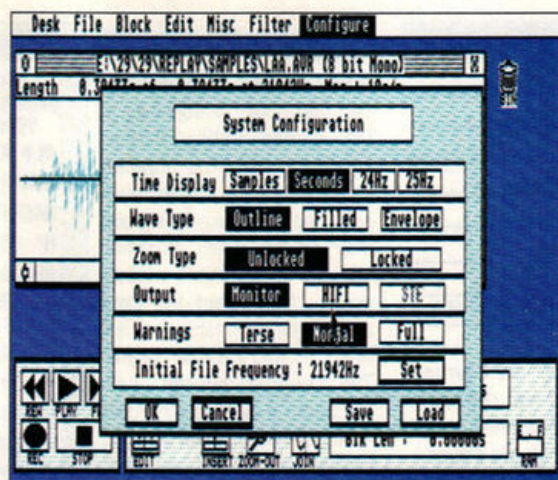 Desk File Block Edit Misc Filter Configure
E:\29\29\REPLAY\SAMPLES\LAA.AVR (8 bit Mono)
Length
System Configuration
Time Display Samples Seconds 24Hz 25Hz
Wave Type Outline Filled Envelope
Zoom Type Unlocked Locked
Output Monitor HIFI STE
Warnings Terse Normal Full
Initial File Frequency : 21942Hz Set
OK Cancel Save Load
REW PLAY
REC STOP EDIT INSERT ZOOM-OUT JOIN Blk Len : 0.00000S